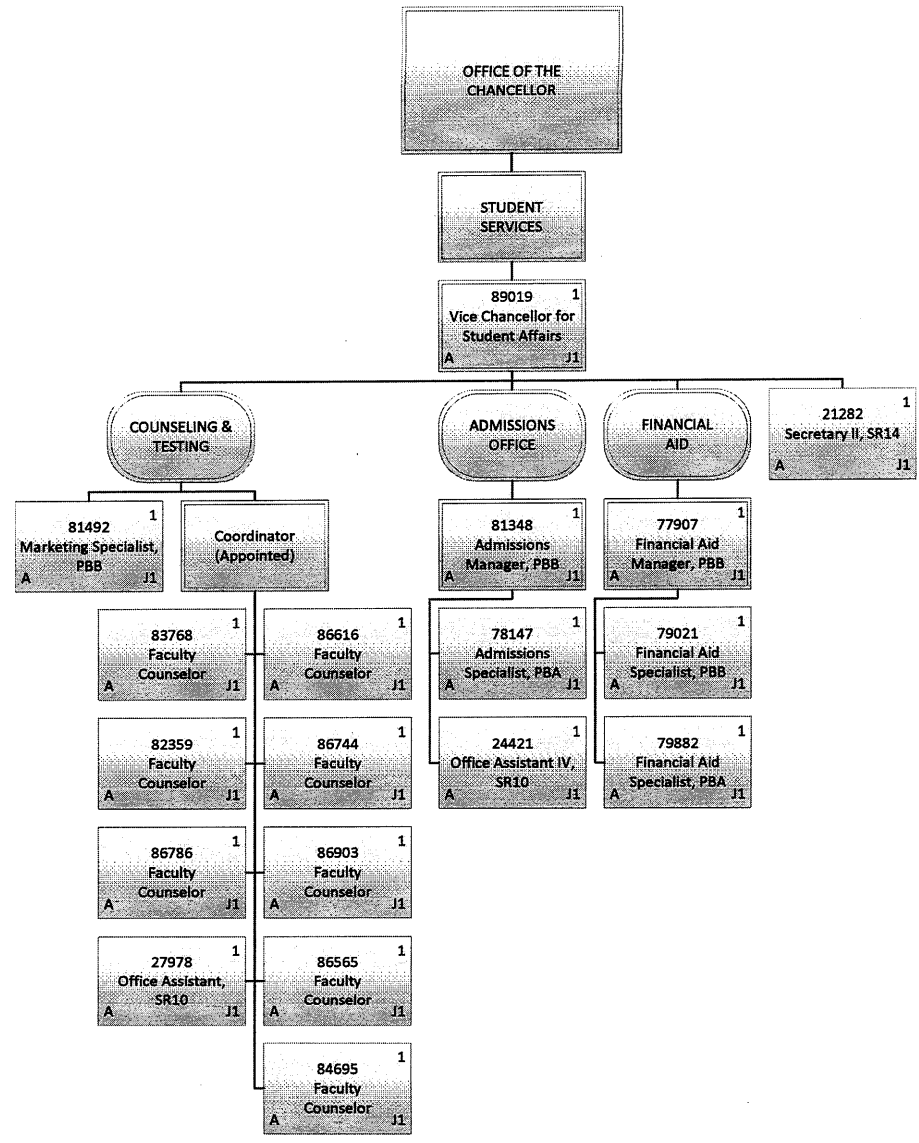 OFFICE OF THE
CHANCELLOR
STUDENT
SERVICES
89019 1
Vice Chancellor for
Student Affairs
A J1
COUNSELING &
TESTING
ADMISSIONS
OFFICE
FINANCIAL
AID
1
21282
Secretary II, SR14
A J1
1
81492
Marketing Specialist,
PBB
A J1
Coordinator
(Appointed)
1
81348
Admissions
Manager, PBB
A J1
1
77907
Financial Aid
Manager, PBB
A J1
1
83768
Faculty
Counselor
A J1
1
86616
Faculty
Counselor
A J1
1
78147
Admissions
Specialist, PBA
A J1
1
79021
Financial Aid
Specialist, PBB
A J1
1
82359
Faculty
Counselor
A J1
1
86744
Faculty
Counselor
A J1
1
24421
Office Assistant IV,
SR10
A J1
1
79882
Financial Aid
Specialist, PBA
A J1
1
86786
Faculty
Counselor
A J1
1
86903
Faculty
Counselor
A J1
1
27978
Office Assistant,
SR10
A J1
1
86565
Faculty
Counselor
A J1
1
84695
Faculty
Counselor
A J1